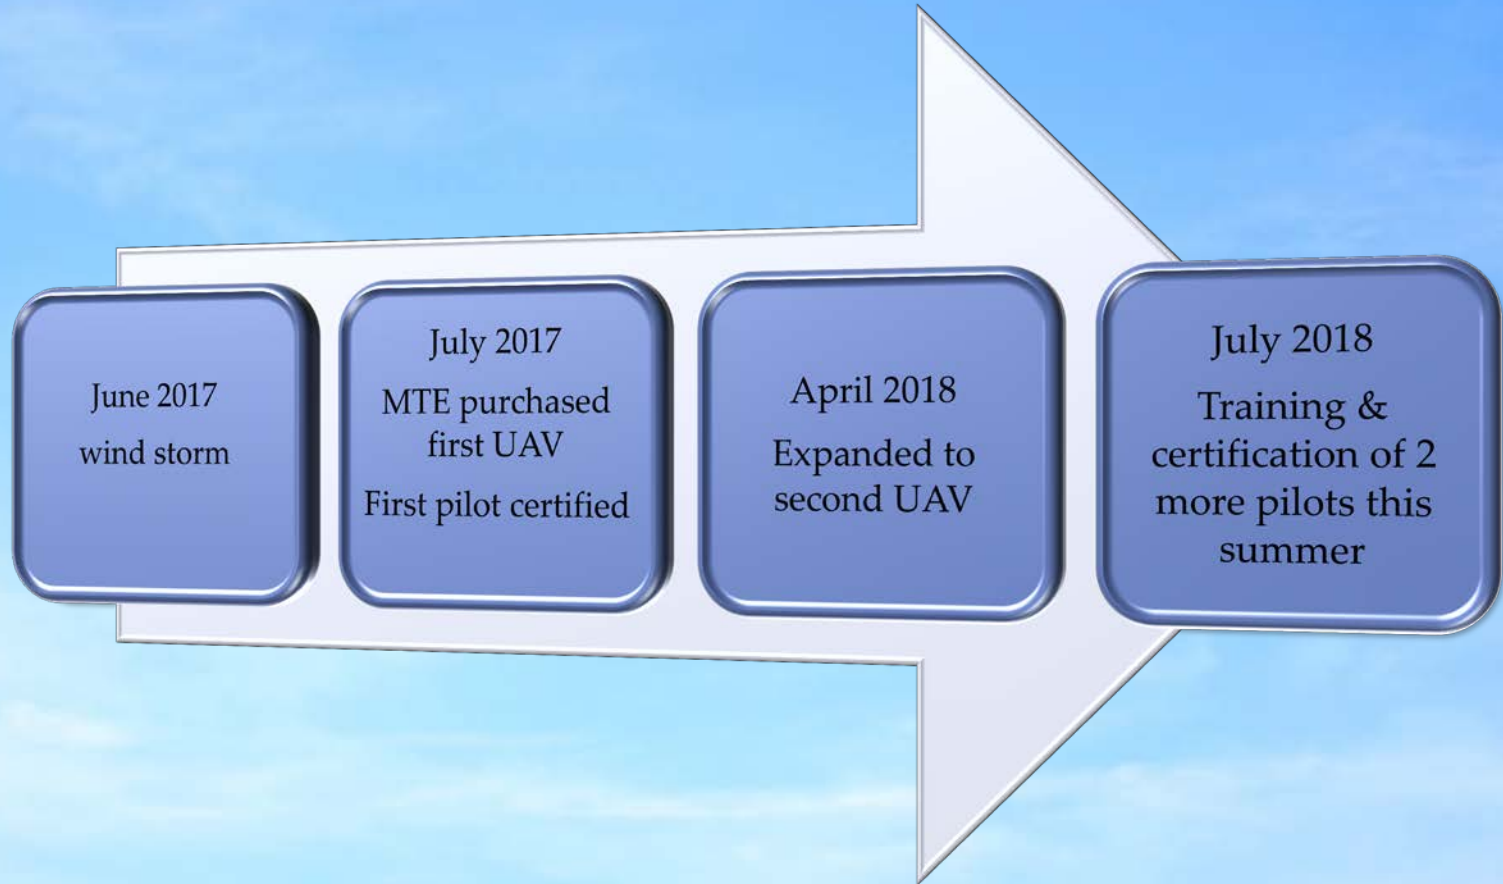 June 2017
wind storm
July 2017
MTE purchased
first UAV
First pilot certified
April 2018
Expanded to
second UAV
July 2018
Training &
certification of 2
more pilots this
summer